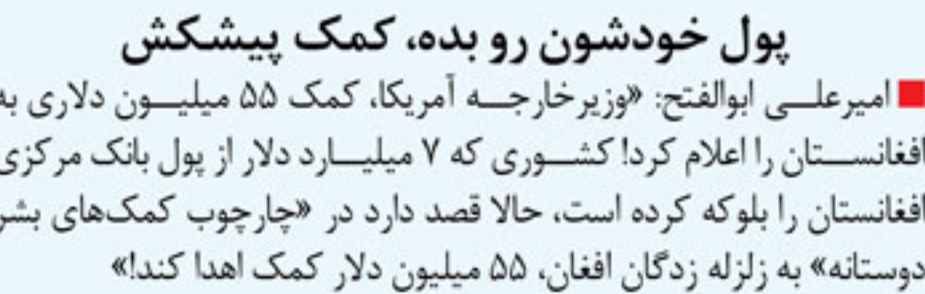 پول خودشون رو بده، کمک پیشکش
امیرعلی ابوالفتح: «وزیرخارجه آمریکا، کمک ۵۵ میلیون دلاری به
افغانستان را اعلام کرد! کشوری که ۷ میلیارد دلار از پول بانک مرکزی
افغانستان را بلوکه کرده است، حالا قصد دارد در «چارچوب کمک‌های بشر
دوستانه» به زلزله زدگان افغان، ۵۵ میلیون دلار کمک اهدا کند!»